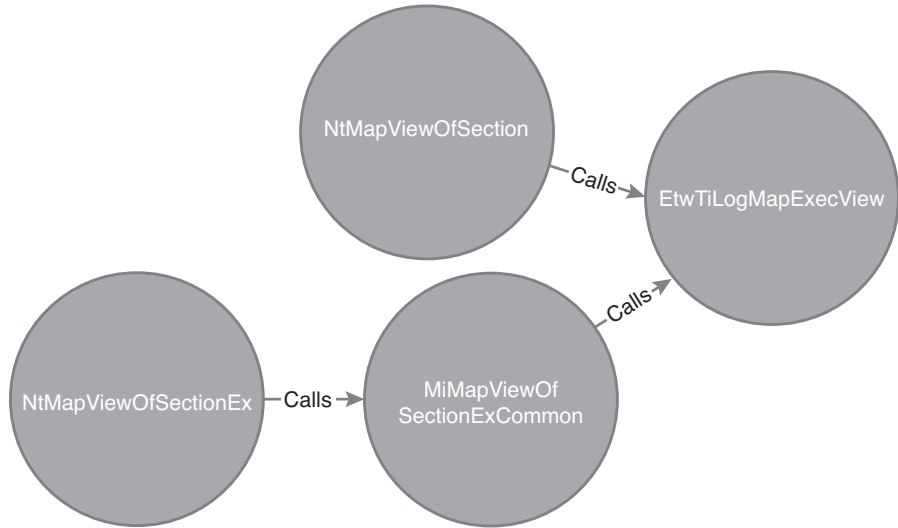 NtMapViewOfSection
Calls
EtwTiLogMapExecView
Calls
NtMapViewOfSectionEx
Calls
MiMapViewOf
SectionExCommon